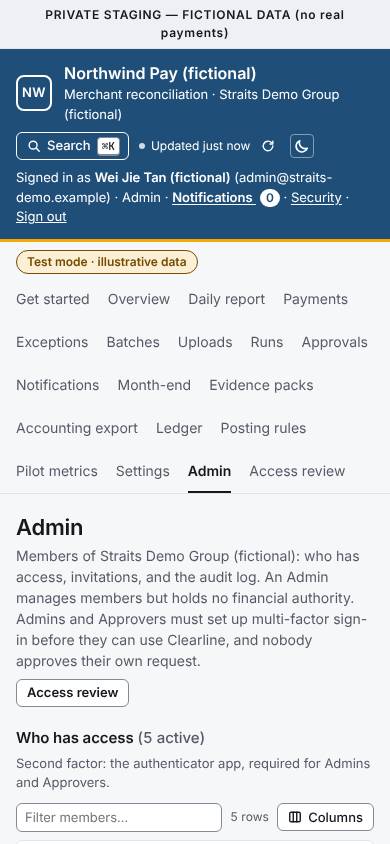 PRIVATE STAGING — FICTIONAL DATA (no real
payments)
NW
Northwind Pay (fictional)
Merchant reconciliation · Straits Demo Group
(fictional)
Search ⌘K
Updated just now
Signed in as Wei Jie Tan (fictional) (admin@straits-
demo.example) · Admin · Notifications 0 · Security ·
Sign out
Test mode · illustrative data
Get started Overview Daily report Payments
Exceptions Batches Uploads Runs Approvals
Notifications Month-end Evidence packs
Accounting export Ledger Posting rules
Pilot metrics Settings Admin Access review
Admin
Members of Straits Demo Group (fictional): who has
access, invitations, and the audit log. An Admin
manages members but holds no financial authority.
Admins and Approvers must set up multi-factor sign-
in before they can use Clearline, and nobody
approves their own request.
Access review
Who has access (5 active)
Second factor: the authenticator app, required for Admins
and Approvers.
Filter members... 5 rows Columns